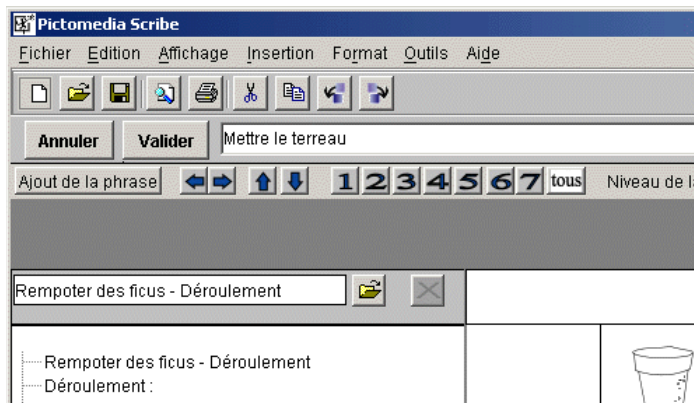 Pictomedia Scribe
Fichier Edition Affichage Insertion Format Outils Aide
Annuler Valider Mettre le terreau
Ajout de la phrase 1 2 3 4 5 6 7 tous Niveau de l
Rempoter des ficus - Déroulement
Rempoter des ficus - Déroulement
Déroulement :